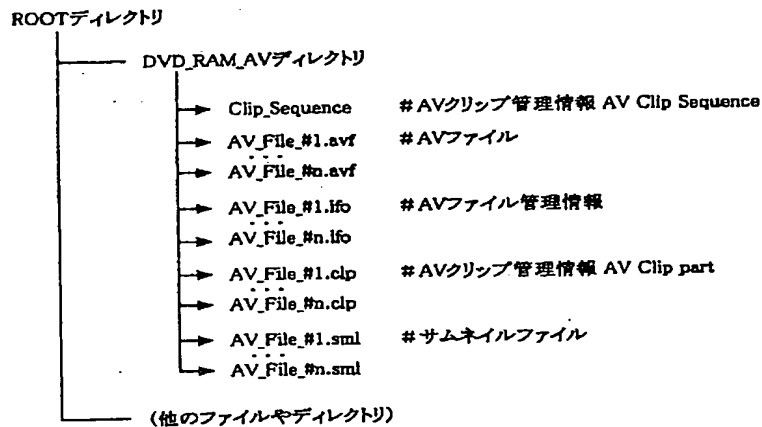 ROOTディレクトリ
DVD_RAM_AVディレクトリ
Clip_Sequence #AVクリップ管理情報 AV Clip Sequence
AV_File_#1.avf #AVファイル
AV_File_#n.avf
AV_File_#1.ifo #AVファイル管理情報
AV_File_#n.ifo
AV_File_#1.clp #AVクリップ管理情報 AV Clip part
AV_File_#n.clp
AV_File_#1.sml #サムネイルファイル
AV_File_#n.sml
(他のファイルやディレクトリ)